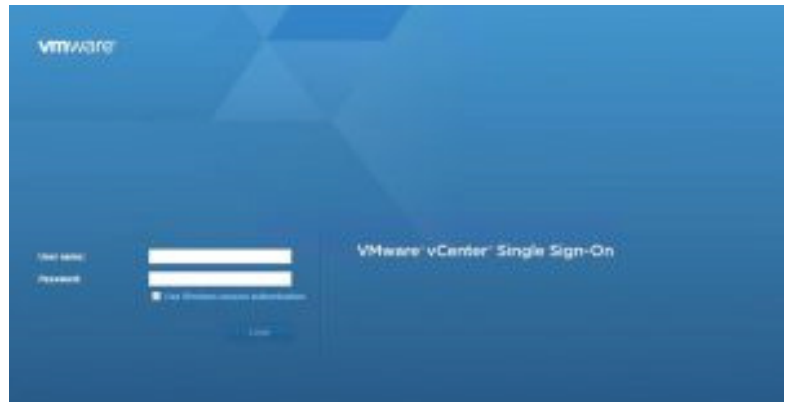 vmware
User name:
VMware vCenter Single Sign-On
Password:
Use Windows session authentication
Login